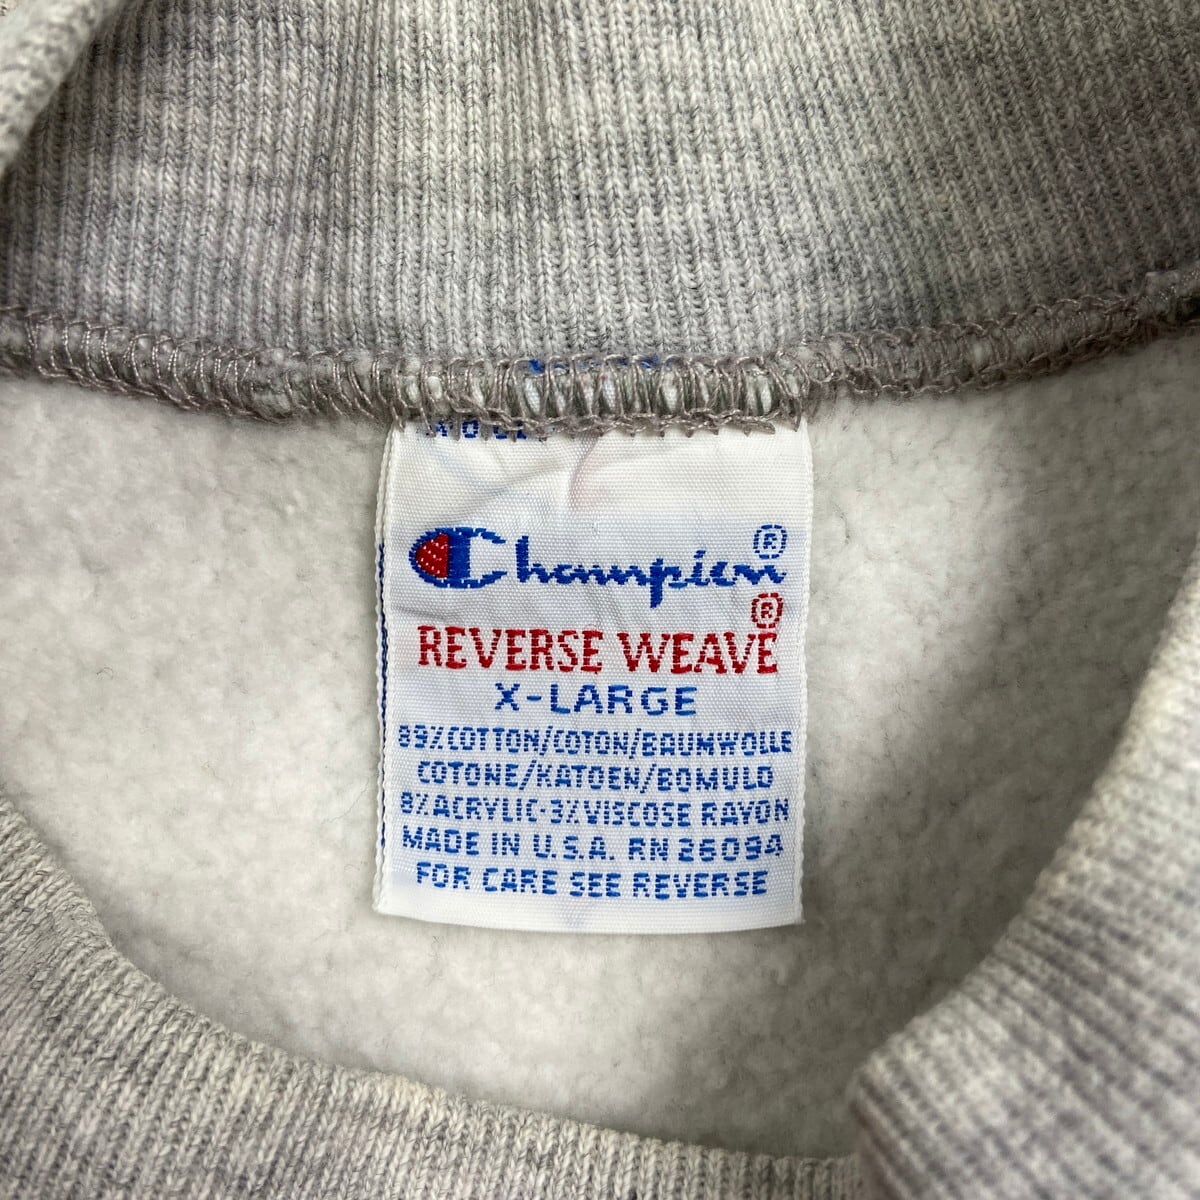 Champion®
REVERSE WEAVE®
X-LARGE
89% COTTON/COTON/BAUMWOLLE
COTONE/KATOEN/BOMULD
8% ACRYLIC-3% VISCOSE RAYON
MADE IN U.S.A. RN 26094
FOR CARE SEE REVERSE